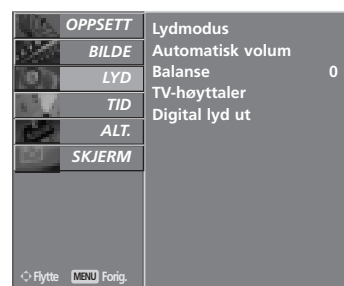 OPPSETT
BILDE
LYD
TID
ALT.
SKJERM
Flytte MENU Forig.
Lydmodus
Automatisk volum
Balanse 0
TV-høyttaler
Digital lyd ut